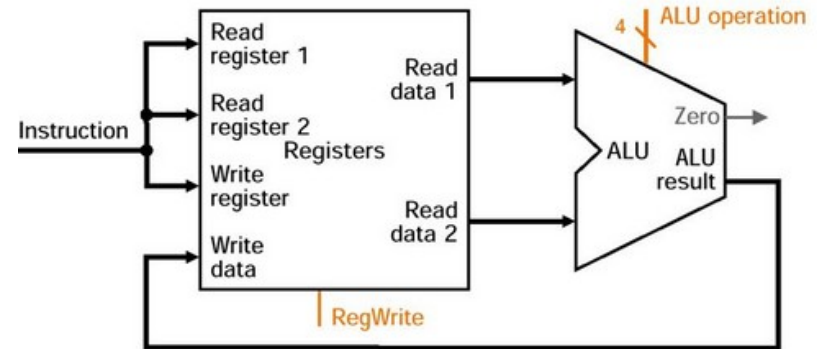 ALU operation
4
Read
register 1
Read
data 1
Read
register 2
Zero
Instruction
Registers
ALU
ALU
result
Write
register
Read
data 2
Write
data
RegWrite